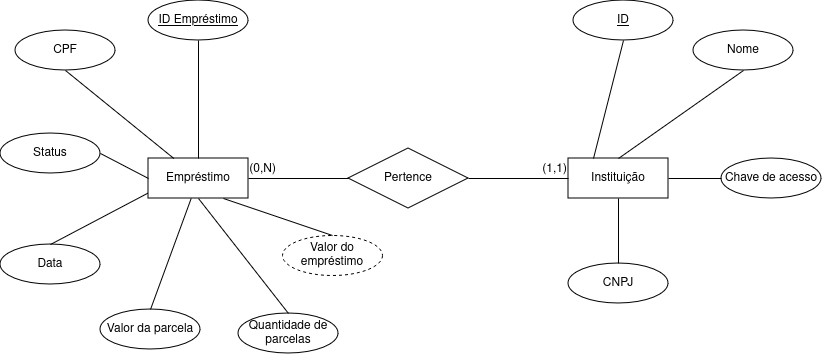 ID Empréstimo
ID
CPF
Nome
Status
(0,N)
(1,1)
Empréstimo
Pertence
Instituição
Chave de acesso
Valor do
empréstimo
Data
CNPJ
Valor da parcela
Quantidade de
parcelas